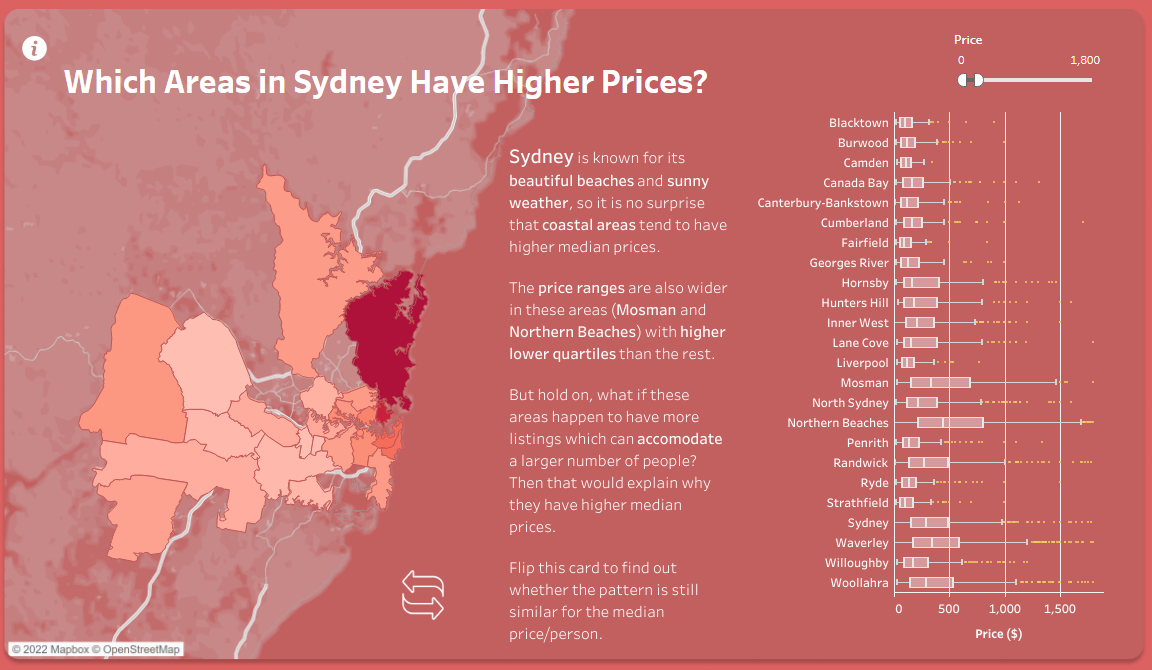 i
Which Areas in Sydney Have Higher Prices?
Sydney is known for its
beautiful beaches and sunny
weather, so it is no surprise
that coastal areas tend to have
higher median prices.
The price ranges are also wider
in these areas (Mosman and
Northern Beaches) with higher
lower quartiles than the rest.
But hold on, what if these
areas happen to have more
listings which can accomodate
a larger number of people?
Then that would explain why
they have higher median
prices.
Flip this card to find out
whether the pattern is still
similar for the median
price/person.
© 2022 Mapbox © OpenStreetMap
Price
0 1,800
Blacktown
Burwood
Camden
Canada Bay
Canterbury-Bankstown
Cumberland
Fairfield
Georges River
Hornsby
Hunters Hill
Inner West
Lane Cove
Liverpool
Mosman
North Sydney
Northern Beaches
Penrith
Randwick
Ryde
Strathfield
Sydney
Waverley
Willoughby
Woollahra
0 500 1,000 1,500
Price ($)